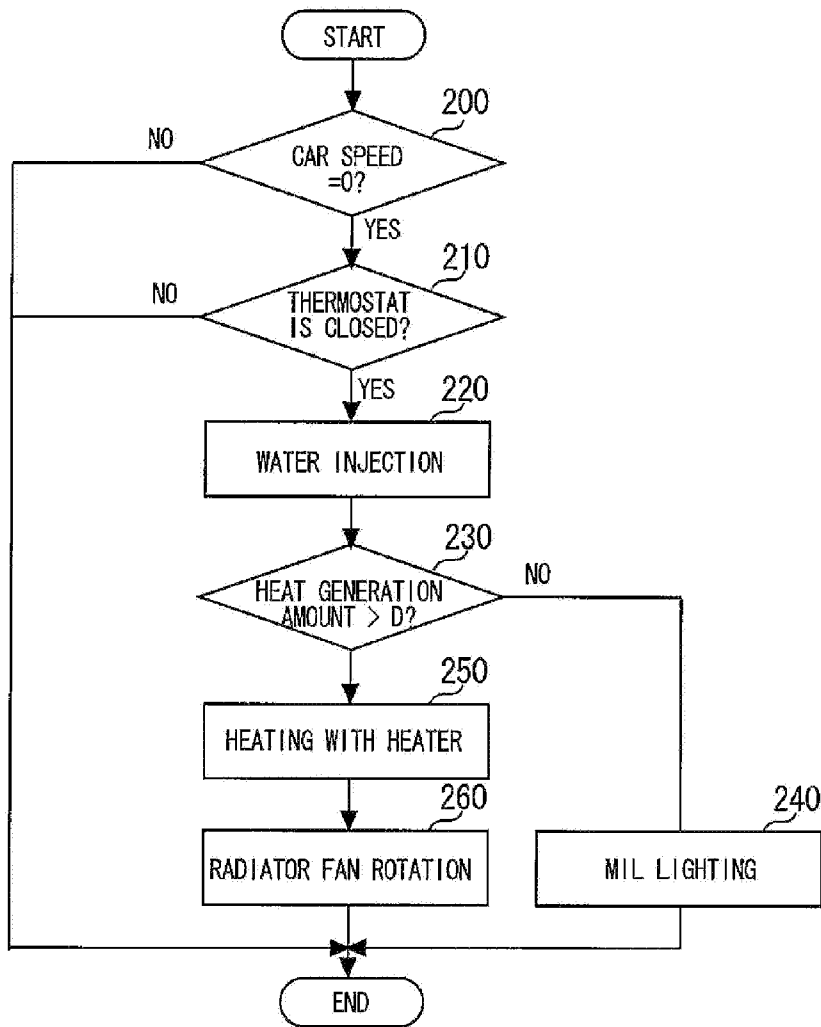 START
200
NO
CAR SPEED
=0?
YES
210
NO
THERMOSTAT
IS CLOSED?
YES
220
WATER INJECTION
230
HEAT GENERATION
AMOUNT > D?
NO
250
HEATING WITH HEATER
260
RADIATOR FAN ROTATION
240
MIL LIGHTING
END